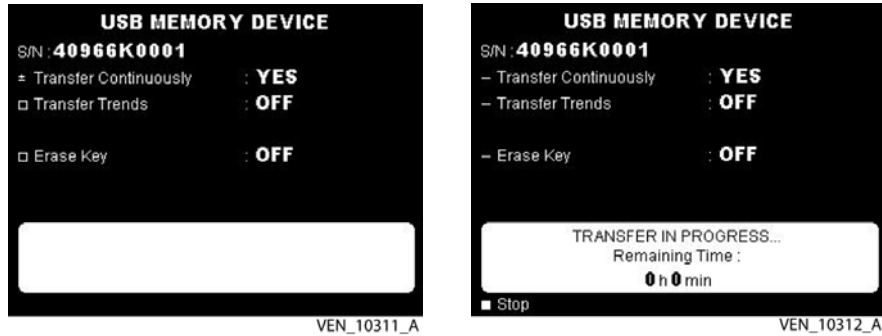 USB MEMORY DEVICE
S/N :40966K0001
± Transfer Continuously : YES
□ Transfer Trends : OFF
□ Erase Key : OFF
VEN_10311_A
USB MEMORY DEVICE
S/N :40966K0001
– Transfer Continuously : YES
– Transfer Trends : OFF
– Erase Key : OFF
TRANSFER IN PROGRESS...
Remaining Time :
0 h 0 min
■ Stop
VEN_10312_A